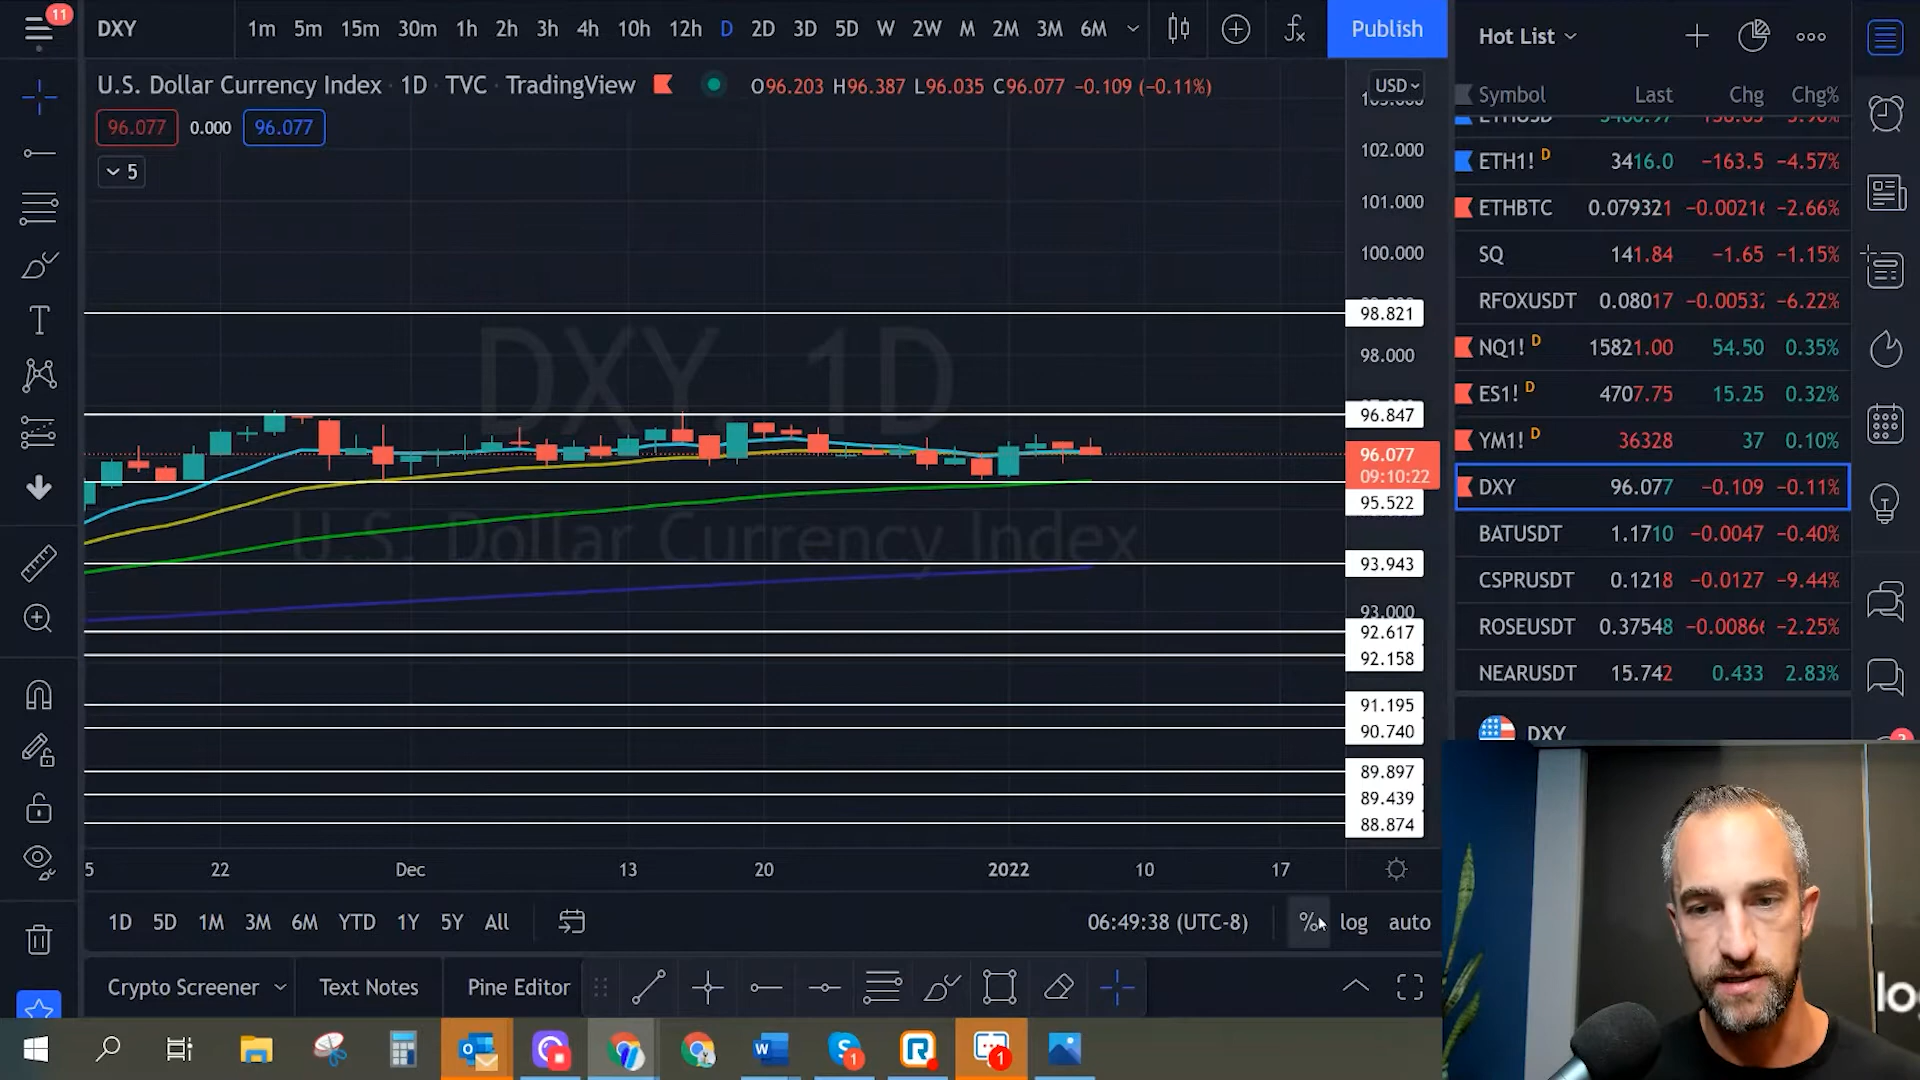 11
DXY
1m 5m 15m 30m 1h 2h 3h 4h 10h 12h D 2D 3D 5D W 2W M 2M 3M 6M
Publish
Hot List
U.S. Dollar Currency Index · 1D · TVC · TradingView
O96.203 H96.387 L96.035 C96.077 −0.109 (−0.11%)
USD
96.077 0.000 96.077
5
Symbol Last Chg Chg%
ETH1! D 3416.0 −163.5 −4.57%
ETHBTC 0.079321 −0.00216 −2.66%
SQ 141.84 −1.65 −1.15%
RFOXUSDT 0.08017 −0.00532 −6.22%
NQ1! D 15821.00 54.50 0.35%
ES1! D 4707.75 15.25 0.32%
YM1! D 36328 37 0.10%
DXY 96.077 −0.109 −0.11%
BATUSDT 1.1710 −0.0047 −0.40%
CSPRUSDT 0.1218 −0.0127 −9.44%
ROSEUSDT 0.37548 −0.00866 −2.25%
NEARUSDT 15.742 0.433 2.83%
DXY
102.000
101.000
100.000
98.821
98.000
96.847
96.077
09:10:22
95.522
93.943
93.000
92.617
92.158
91.195
90.740
89.897
89.439
88.874
DXY, 1D
U.S. Dollar Currency Index
5 22 Dec 13 20 2022 10 17
1D 5D 1M 3M 6M YTD 1Y 5Y All
06:49:38 (UTC-8) % log auto
Crypto Screener Text Notes Pine Editor
lo
1
1